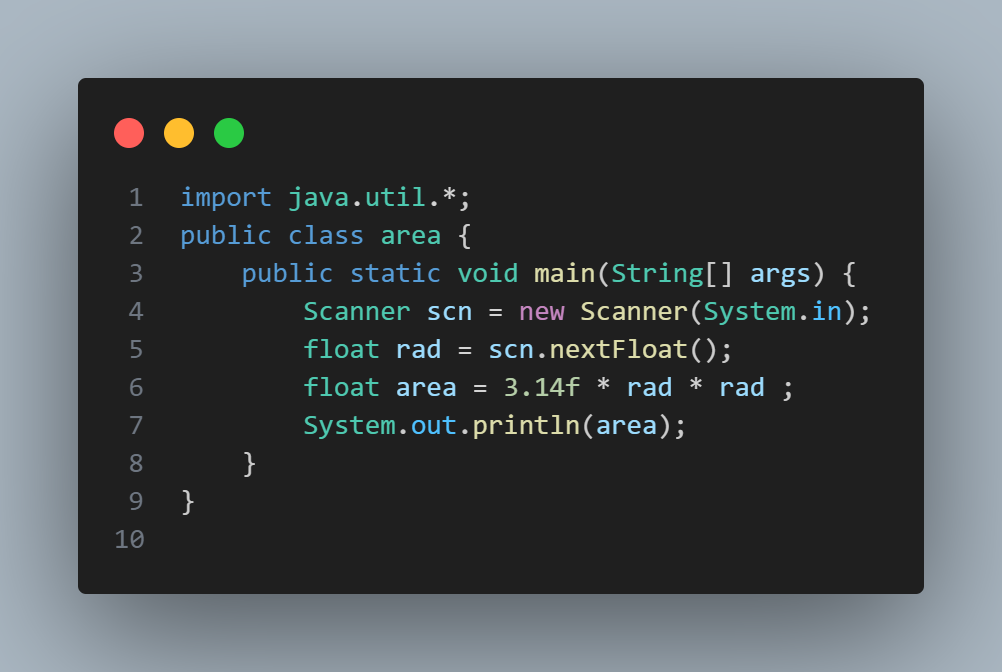 1 import java.util.*;
2 public class area {
3     public static void main(String[] args) {
4         Scanner scn = new Scanner(System.in);
5         float rad = scn.nextFloat();
6         float area = 3.14f * rad * rad ;
7         System.out.println(area);
8     }
9 }
10